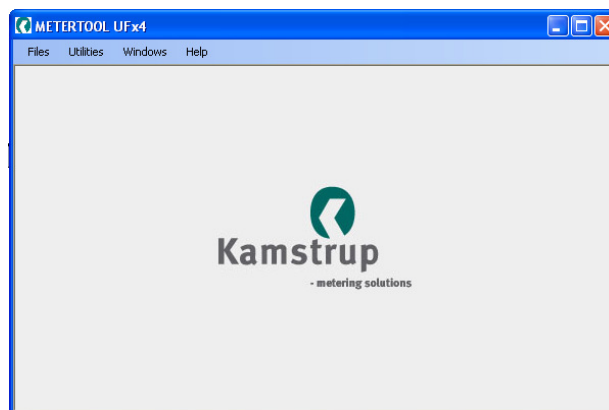 METERTOOL UFx4
Files Utilities Windows Help
Kamstrup
- metering solutions